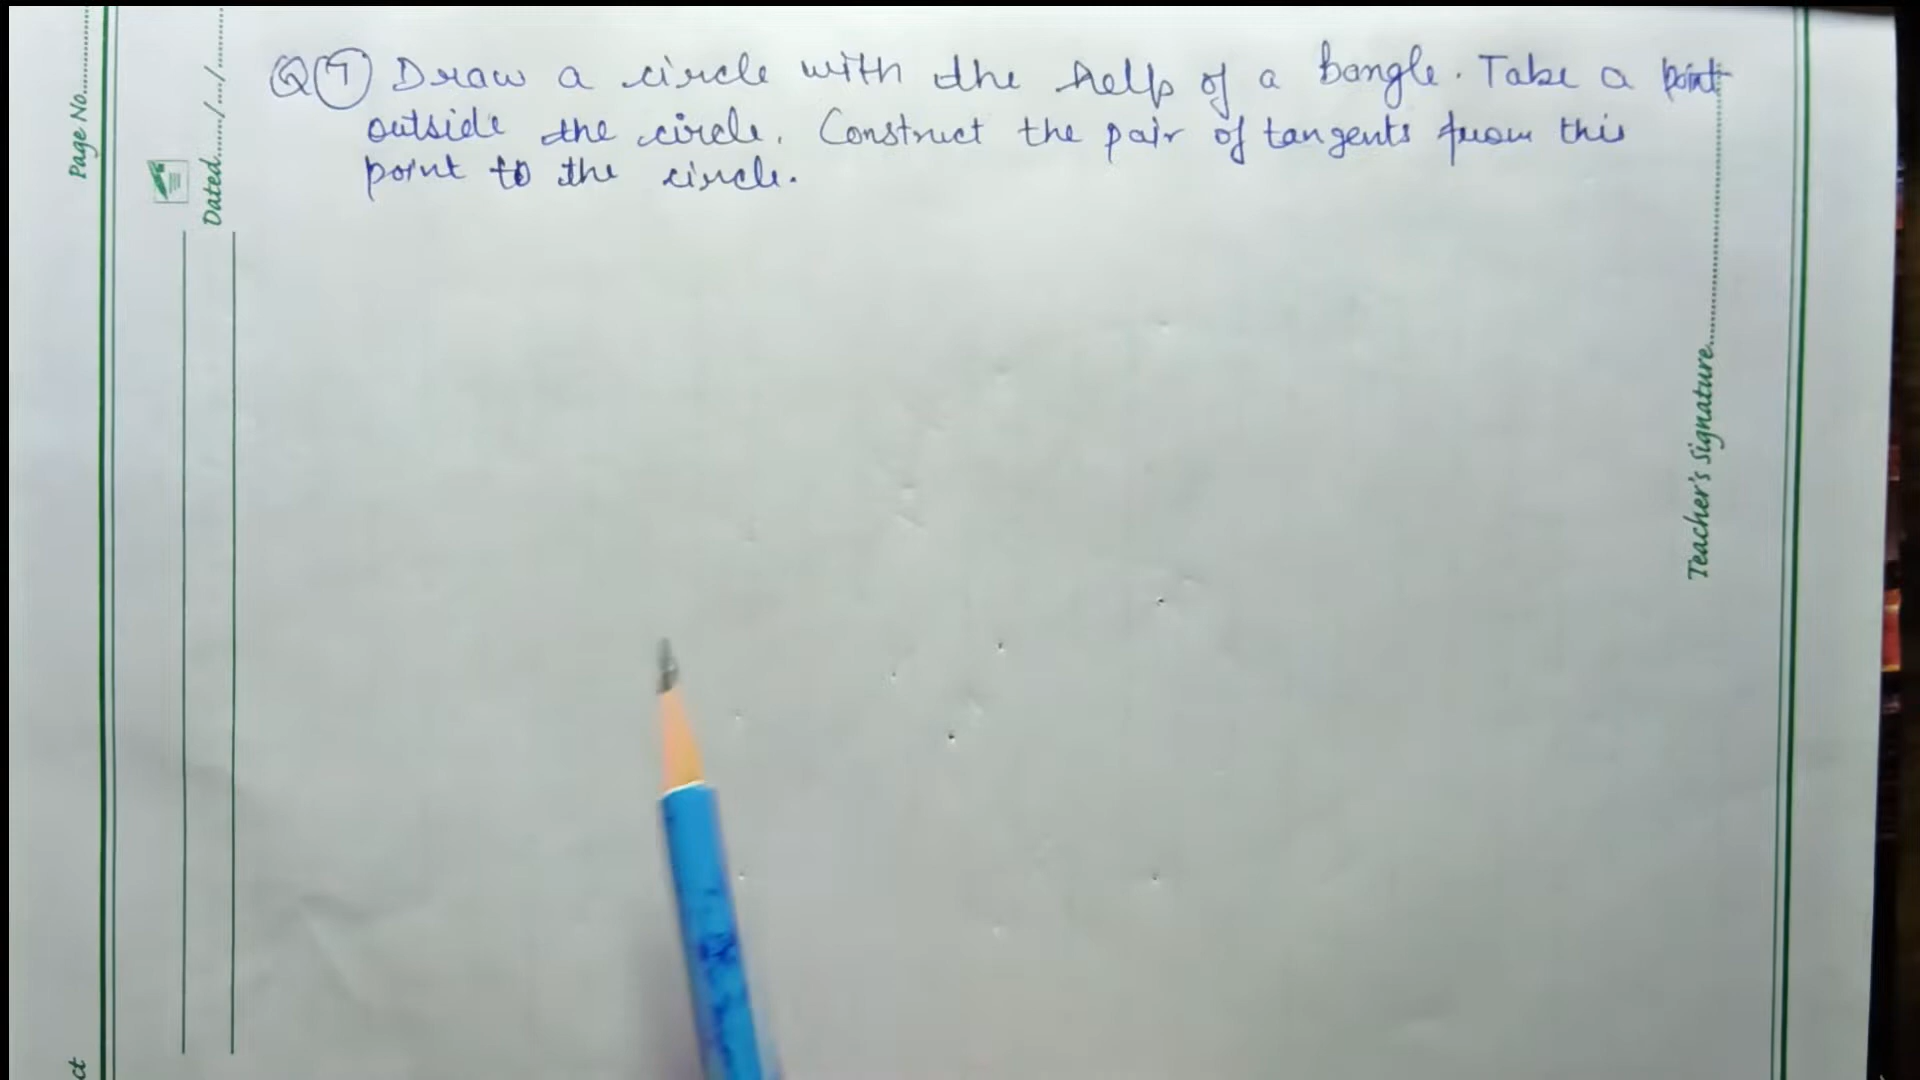 Q(7) Draw a circle with the help of a bangle. Take a point
outside the circle. Construct the pair of tangents from this
point to the circle.
Page No..........
Dated......./..../......
Teacher's Signature..........................
ct